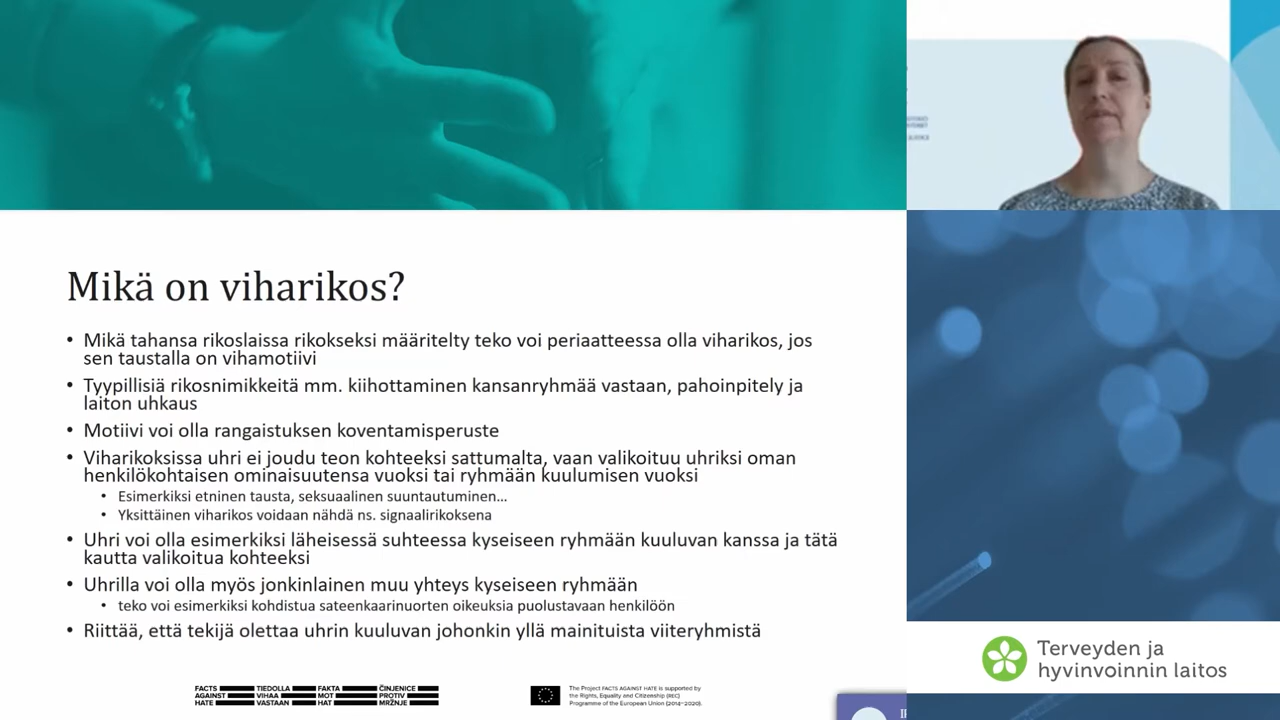 Mikä on viharikos?
• Mikä tahansa rikoslaissa rikokseksi määritelty teko voi periaatteessa olla viharikos, jos
sen taustalla on vihamotiivi
• Tyypillisiä rikosnimikkeitä mm. kiihottaminen kansanryhmää vastaan, pahoinpitely ja
laiton uhkaus
• Motiivi voi olla rangaistuksen koventamisperuste
• Viharikoksissa uhri ei joudu teon kohteeksi sattumalta, vaan valikoituu uhriksi oman
henkilökohtaisen ominaisuutensa vuoksi tai ryhmään kuulumisen vuoksi
• Esimerkiksi etninen tausta, seksuaalinen suuntautuminen...
• Yksittäinen viharikos voidaan nähdä ns. signaalirikoksena
• Uhri voi olla esimerkiksi läheisessä suhteessa kyseiseen ryhmään kuuluvan kanssa ja tätä
kautta valikoitua kohteeksi
• Uhrilla voi olla myös jonkinlainen muu yhteys kyseiseen ryhmään
• teko voi esimerkiksi kohdistua sateenkaarinuorten oikeuksia puolustavaan henkilöön
• Riittää, että tekijä olettaa uhrin kuuluvan johonkin yllä mainituista viiteryhmistä
FACTS TIEDOLLA FAKTA ČINJENICE
AGAINST VIHAA MOT PROTIV
HATE VASTAAN HAT MRŽNJE
The Project FACTS AGAINST HATE is supported by
the Rights, Equality and Citizenship (REC)
Programme of the European Union (2014–2020).
Terveyden ja
hyvinvoinnin laitos